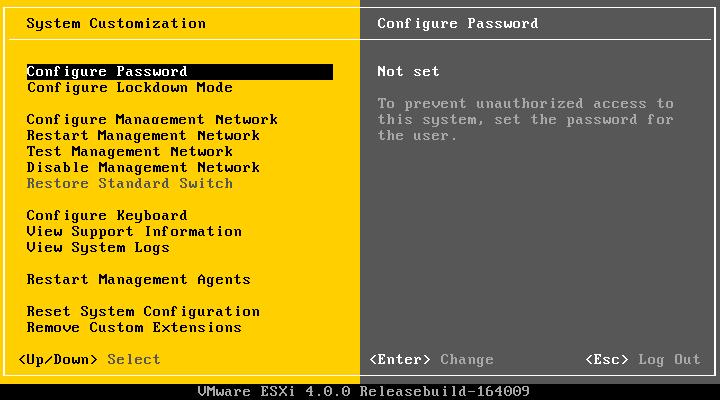 System Customization
Configure Password
Configure Lockdown Mode
Configure Management Network
Restart Management Network
Test Management Network
Disable Management Network
Restore Standard Switch
Configure Keyboard
View Support Information
View System Logs
Restart Management Agents
Reset System Configuration
Remove Custom Extensions
<Up/Down> Select
Configure Password
Not set
To prevent unauthorized access to
this system, set the password for
the user.
<Enter> Change
<Esc> Log Out
VMware ESXi 4.0.0 Releasebuild-164009